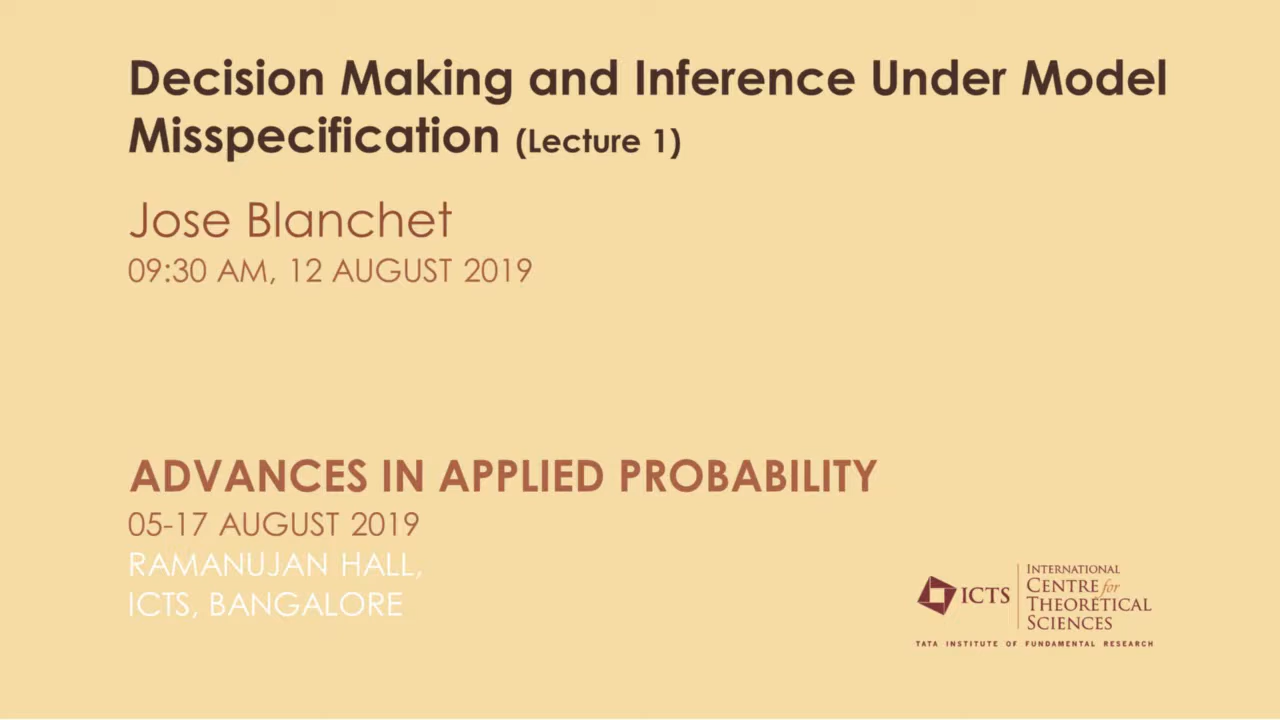 Decision Making and Inference Under Model
Misspecification (Lecture 1)
Jose Blanchet
09:30 AM, 12 AUGUST 2019
ADVANCES IN APPLIED PROBABILITY
05-17 AUGUST 2019
RAMANUJAN HALL,
ICTS, BANGALORE
ICTS
INTERNATIONAL
CENTRE for
THEORETICAL
SCIENCES
TATA INSTITUTE OF FUNDAMENTAL RESEARCH